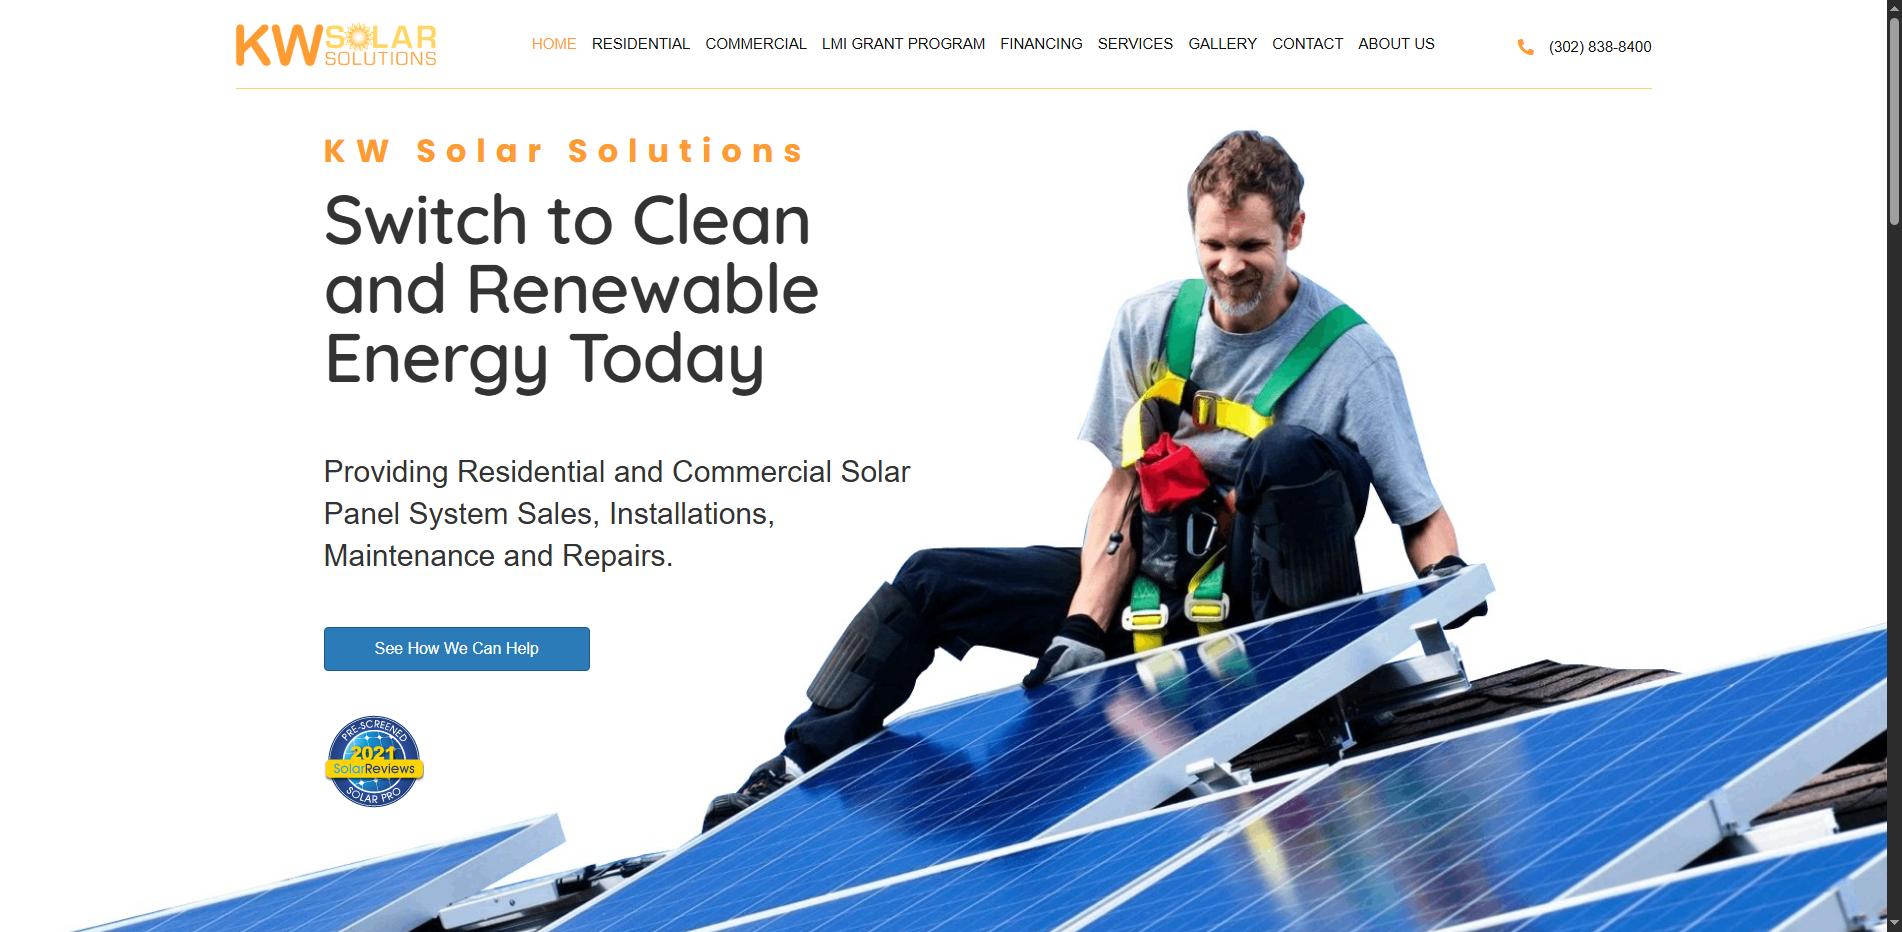 KW SOLAR
SOLUTIONS
HOME RESIDENTIAL COMMERCIAL LMI GRANT PROGRAM FINANCING SERVICES GALLERY CONTACT ABOUT US
(302) 838-8400
KW Solar Solutions
Switch to Clean
and Renewable
Energy Today
Providing Residential and Commercial Solar
Panel System Sales, Installations,
Maintenance and Repairs.
See How We Can Help
PRE-SCREENED
2021
SolarReviews
SOLAR PRO